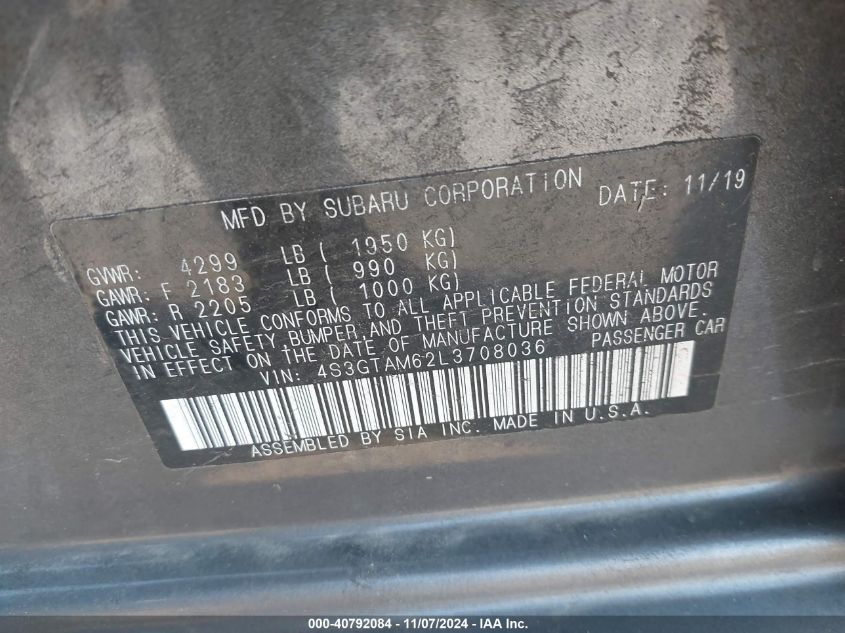 MFD BY SUBARU CORPORATION DATE: 11/19
GVWR: 4299 LB ( 1950 KG)
GAWR: F 2183 LB ( 990 KG)
GAWR: R 2205 LB ( 1000 KG)
THIS VEHICLE CONFORMS TO ALL APPLICABLE FEDERAL MOTOR
VEHICLE SAFETY BUMPER,AND THEFT PREVENTION STANDARDS
IN EFFECT ON tHE DATE OF MANUFACTURE SHOWN ABOVE.
VIN: 4S3GTAM62L3708036 PASSENGER CAR
ASSEMBLED BY SIA INC. MADE IN U.S.A.
000-40792084 - 11/07/2024 - IAA Inc.